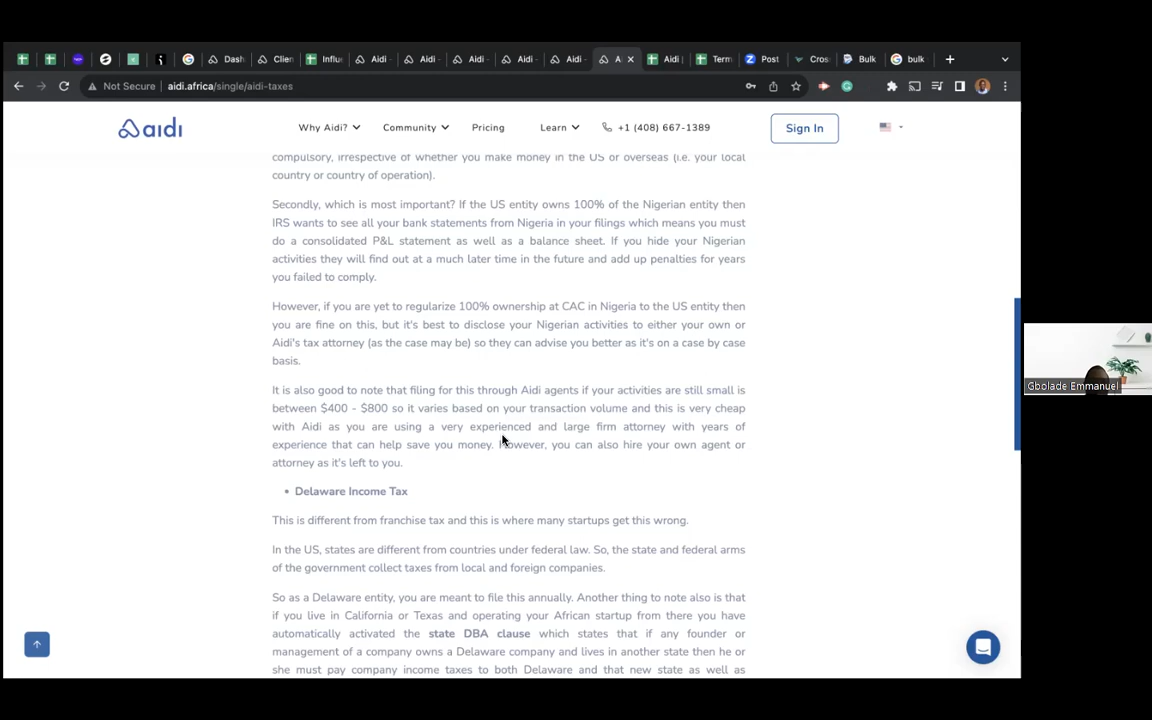 Dash
Clien
Influ
Aidi
Aidi -
Aidi
Aidi -
Aidi
A
Aidi
Term
Post
Cros
Bulk
bulk
Not Secure | aidi.africa/single/aidi-taxes
aidi
Why Aidi?
Community
Pricing
Learn
+1 (408) 667-1389
Sign In
compulsory, irrespective of whether you make money in the US or overseas (i.e. your local
country or country of operation).
Secondly, which is most important? If the US entity owns 100% of the Nigerian entity then
IRS wants to see all your bank statements from Nigeria in your filings which means you must
do a consolidated P&L statement as well as a balance sheet. If you hide your Nigerian
activities they will find out at a much later time in the future and add up penalties for years
you failed to comply.
However, if you are yet to regularize 100% ownership at CAC in Nigeria to the US entity then
you are fine on this, but it's best to disclose your Nigerian activities to either your own or
Aidi's tax attorney (as the case may be) so they can advise you better as it's on a case by case
basis.
It is also good to note that filing for this through Aidi agents if your activities are still small is
between $400 - $800 so it varies based on your transaction volume and this is very cheap
with Aidi as you are using a very experienced and large firm attorney with years of
experience that can help save you money. However, you can also hire your own agent or
attorney as it's left to you.
• Delaware Income Tax
This is different from franchise tax and this is where many startups get this wrong.
In the US, states are different from countries under federal law. So, the state and federal arms
of the government collect taxes from local and foreign companies.
So as a Delaware entity, you are meant to file this annually. Another thing to note also is that
if you live in California or Texas and operating your African startup from there you have
automatically activated the state DBA clause which states that if any founder or
management of a company owns a Delaware company and lives in another state then he or
she must pay company income taxes to both Delaware and that new state as well as
Gbolade Emmanuel